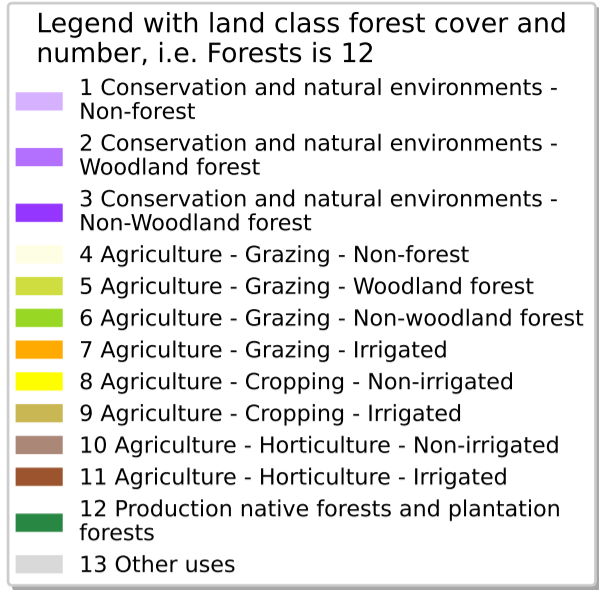 Legend with land class forest cover and
number, i.e. Forests is 12
1 Conservation and natural environments -
Non-forest
2 Conservation and natural environments -
Woodland forest
3 Conservation and natural environments -
Non-Woodland forest
4 Agriculture - Grazing - Non-forest
5 Agriculture - Grazing - Woodland forest
6 Agriculture - Grazing - Non-woodland forest
7 Agriculture - Grazing - Irrigated
8 Agriculture - Cropping - Non-irrigated
9 Agriculture - Cropping - Irrigated
10 Agriculture - Horticulture - Non-irrigated
11 Agriculture - Horticulture - Irrigated
12 Production native forests and plantation
forests
13 Other uses